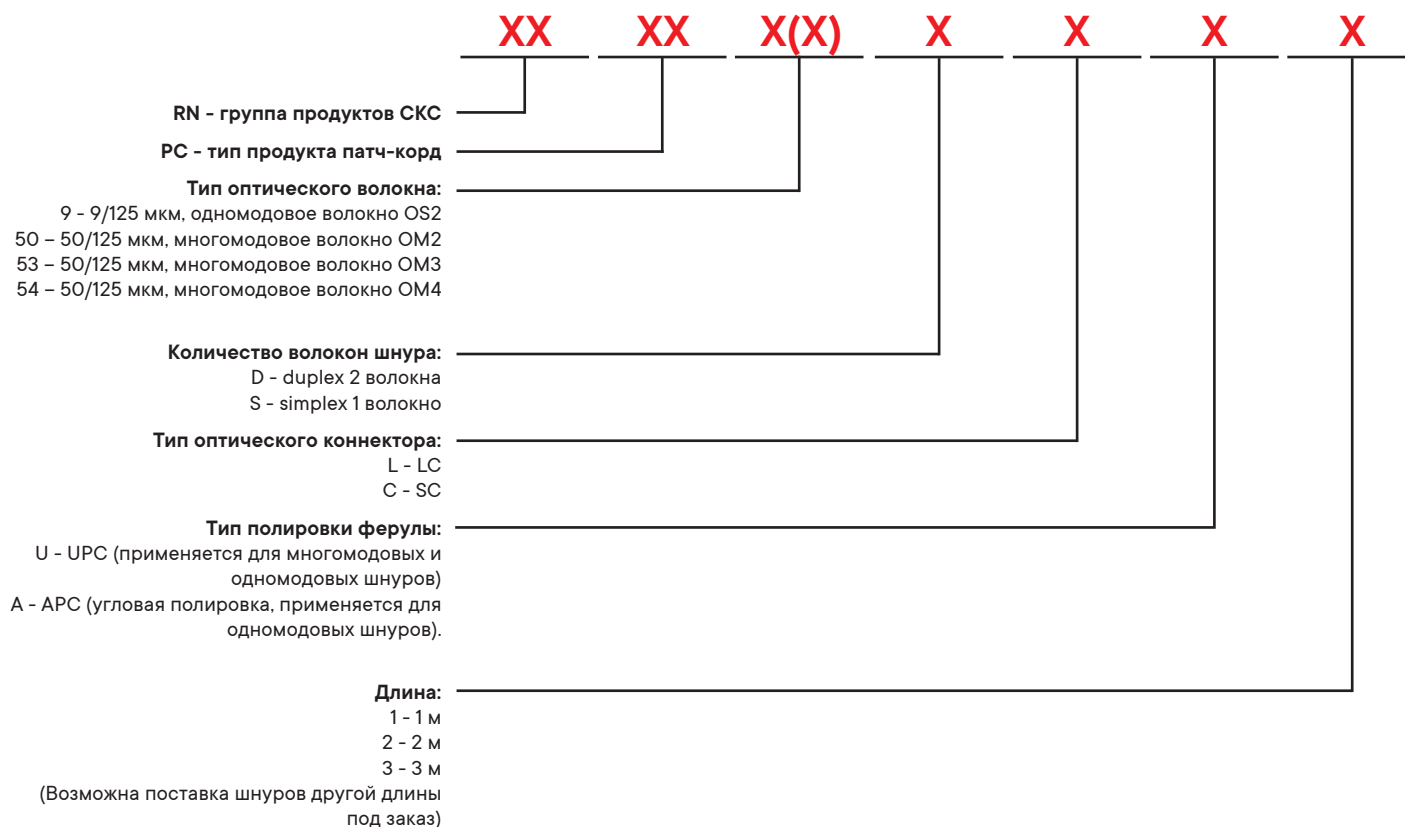 XX XX X(X) X X X X
RN - группа продуктов СКС
PC - тип продукта патч-корд
Тип оптического волокна:
9 - 9/125 мкм, одномодовое волокно OS2
50 – 50/125 мкм, многомодовое волокно OM2
53 – 50/125 мкм, многомодовое волокно OM3
54 – 50/125 мкм, многомодовое волокно OM4
Количество волокон шнура:
D - duplex 2 волокна
S - simplex 1 волокно
Тип оптического коннектора:
L - LC
C - SC
Тип полировки ферулы:
U - UPC (применяется для многомодовых и
одномодовых шнуров)
A - APC (угловая полировка, применяется для
одномодовых шнуров).
Длина:
1 - 1 м
2 - 2 м
3 - 3 м
(Возможна поставка шнуров другой длины
под заказ)